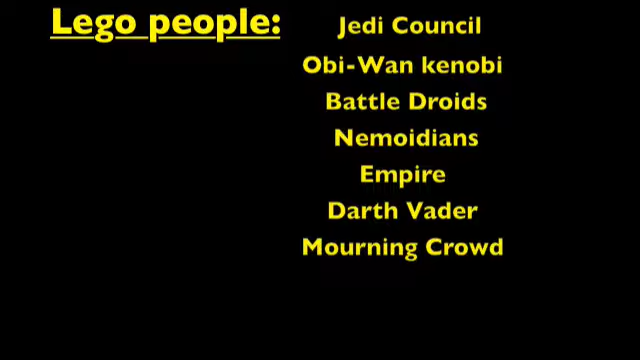 Lego people:
Jedi Council
Obi-Wan kenobi
Battle Droids
Nemoidians
Empire
Darth Vader
Mourning Crowd